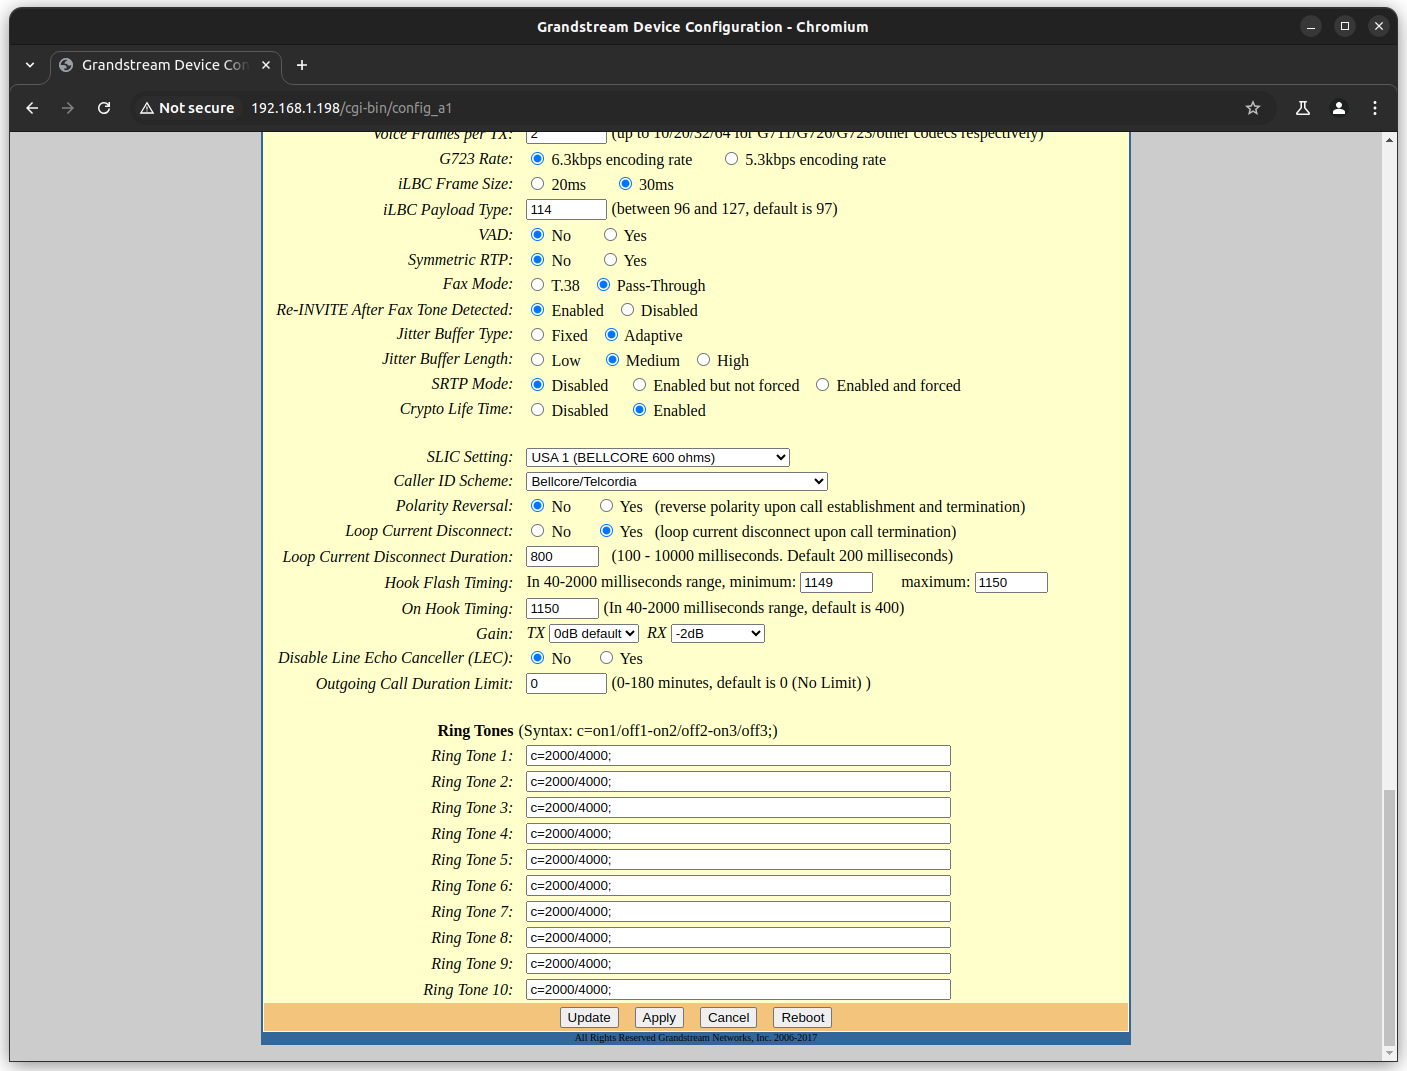 Grandstream Device Configuration - Chromium
Grandstream Device Con
Not secure 192.168.1.198/cgi-bin/config_a1
Voice Frames per TX: 2 (up to 10/20/32/64 for G711/G726/G723/other codecs respectively)
G723 Rate: 6.3kbps encoding rate 5.3kbps encoding rate
iLBC Frame Size: 20ms 30ms
iLBC Payload Type: 114 (between 96 and 127, default is 97)
VAD: No Yes
Symmetric RTP: No Yes
Fax Mode: T.38 Pass-Through
Re-INVITE After Fax Tone Detected: Enabled Disabled
Jitter Buffer Type: Fixed Adaptive
Jitter Buffer Length: Low Medium High
SRTP Mode: Disabled Enabled but not forced Enabled and forced
Crypto Life Time: Disabled Enabled
SLIC Setting: USA 1 (BELLCORE 600 ohms)
Caller ID Scheme: Bellcore/Telcordia
Polarity Reversal: No Yes (reverse polarity upon call establishment and termination)
Loop Current Disconnect: No Yes (loop current disconnect upon call termination)
Loop Current Disconnect Duration: 800 (100 - 10000 milliseconds. Default 200 milliseconds)
Hook Flash Timing: In 40-2000 milliseconds range, minimum: 1149 maximum: 1150
On Hook Timing: 1150 (In 40-2000 milliseconds range, default is 400)
Gain: TX 0dB default RX -2dB
Disable Line Echo Canceller (LEC): No Yes
Outgoing Call Duration Limit: 0 (0-180 minutes, default is 0 (No Limit) )
Ring Tones (Syntax: c=on1/off1-on2/off2-on3/off3;)
Ring Tone 1: c=2000/4000;
Ring Tone 2: c=2000/4000;
Ring Tone 3: c=2000/4000;
Ring Tone 4: c=2000/4000;
Ring Tone 5: c=2000/4000;
Ring Tone 6: c=2000/4000;
Ring Tone 7: c=2000/4000;
Ring Tone 8: c=2000/4000;
Ring Tone 9: c=2000/4000;
Ring Tone 10: c=2000/4000;
Update Apply Cancel Reboot
All Rights Reserved Grandstream Networks, Inc. 2006-2017